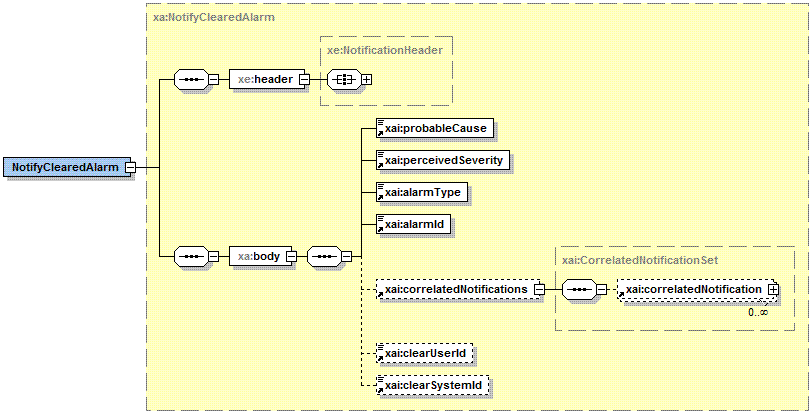 xa:NotifyClearedAlarm
xe:NotificationHeader
xe:header
xai:probableCause
xai:perceivedSeverity
NotifyClearedAlarm
xai:alarmType
xai:alarmId
xa:body
xai:CorrelatedNotificationSet
xai:correlatedNotifications
xai:correlatedNotification
0..∞
xai:clearUserId
xai:clearSystemId